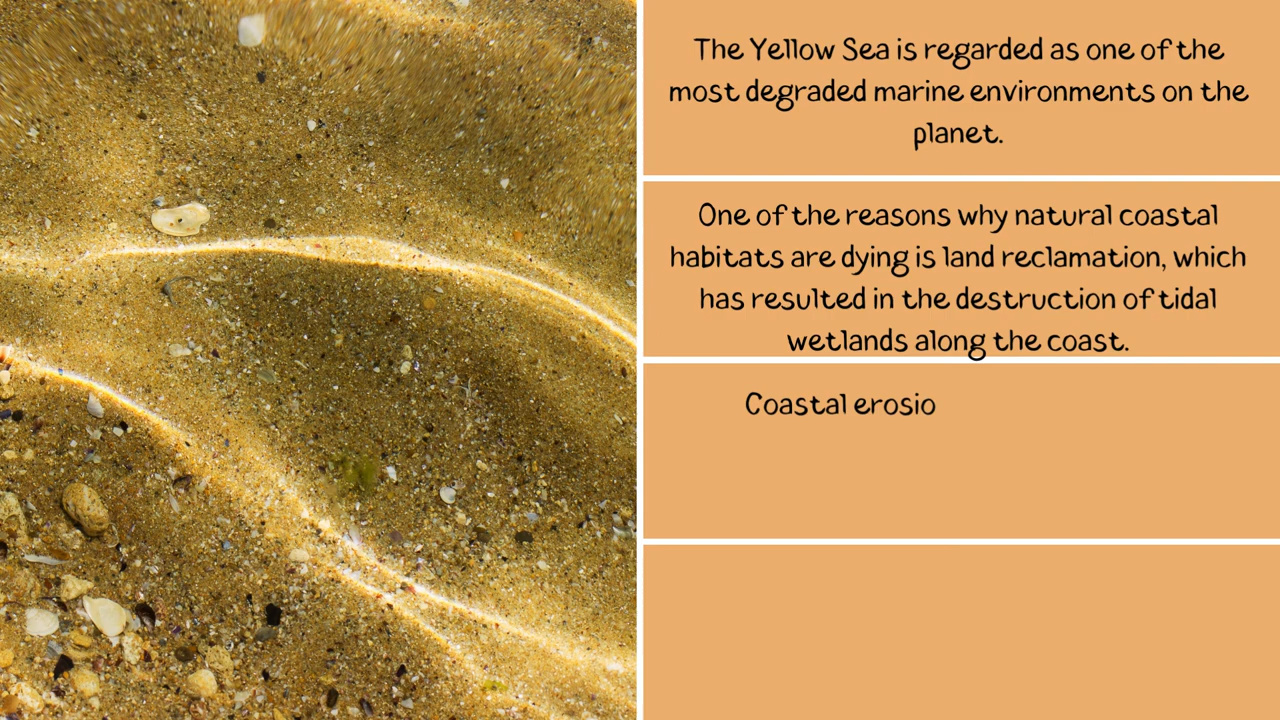 The Yellow Sea is regarded as one of the
most degraded marine environments on the
planet.
One of the reasons why natural coastal
habitats are dying is land reclamation, which
has resulted in the destruction of tidal
wetlands along the coast.
Coastal erosio